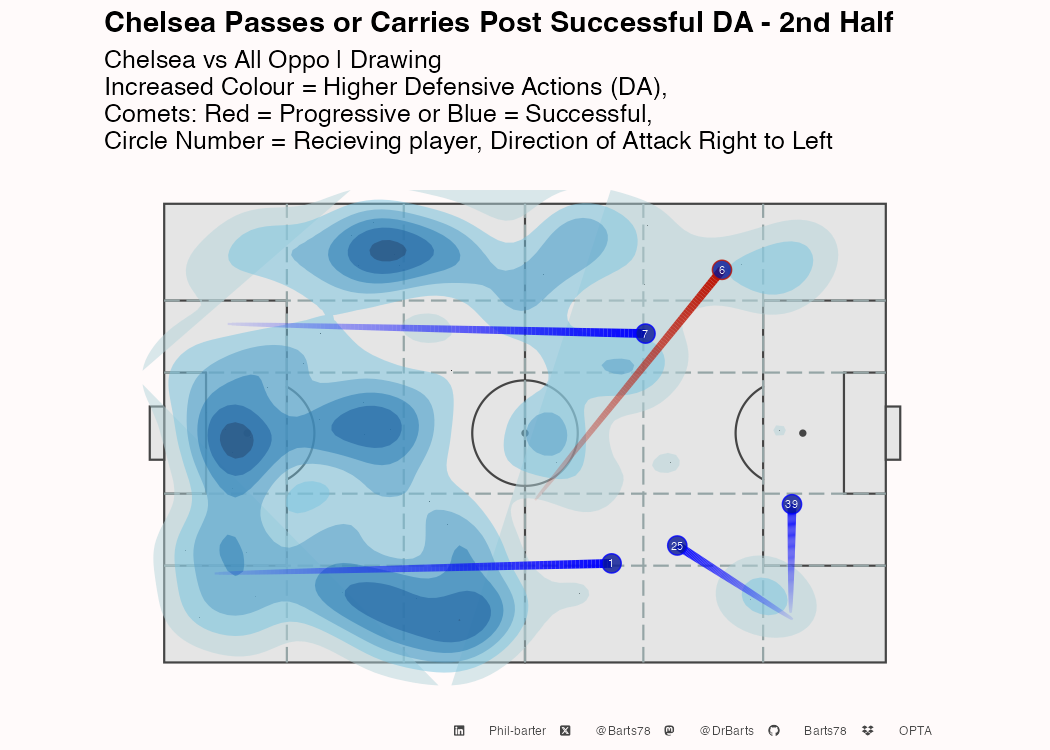 Chelsea Passes or Carries Post Successful DA - 2nd Half
Chelsea vs All Oppo | Drawing
Increased Colour = Higher Defensive Actions (DA),
Comets: Red = Progressive or Blue = Successful,
Circle Number = Recieving player, Direction of Attack Right to Left
6
7
39
25
1
Phil-barter @Barts78 @DrBarts Barts78 OPTA